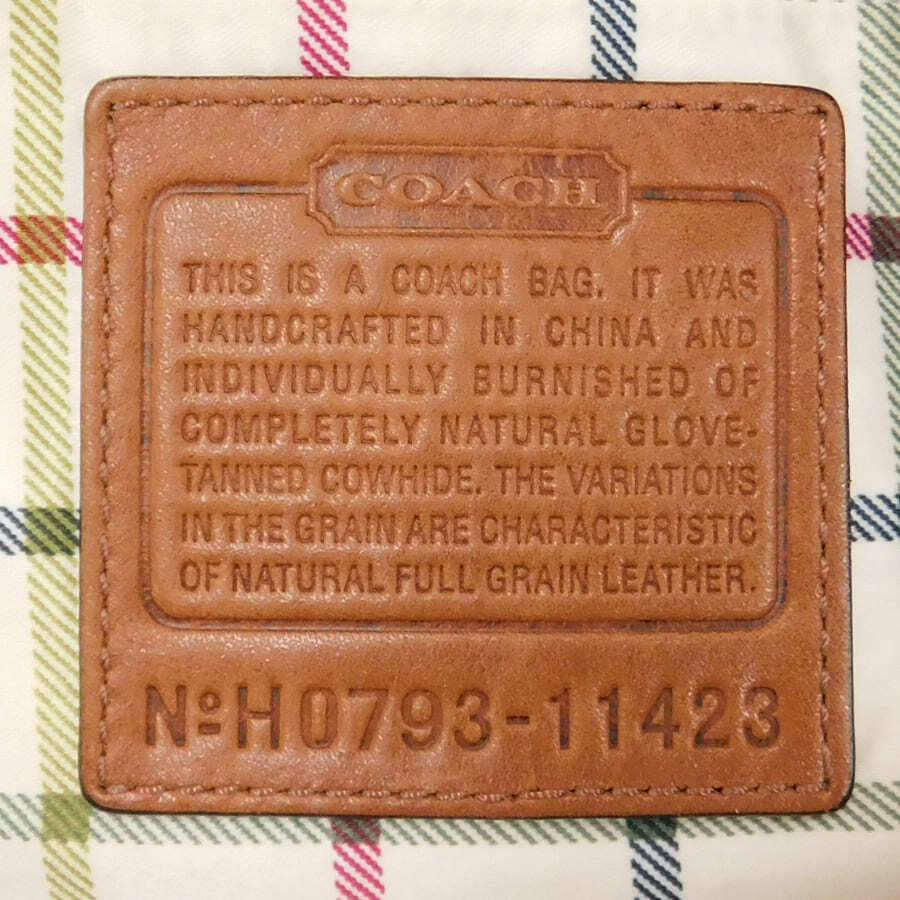 COACH
THIS IS A COACH BAG. IT WAS
HANDCRAFTED IN CHINA AND
INDIVIDUALLY BURNISHED OF
COMPLETELY NATURAL GLOVE-
TANNED COWHIDE. THE VARIATIONS
IN THE GRAIN ARE CHARACTERISTIC
OF NATURAL FULL GRAIN LEATHER.
№H0793-11423